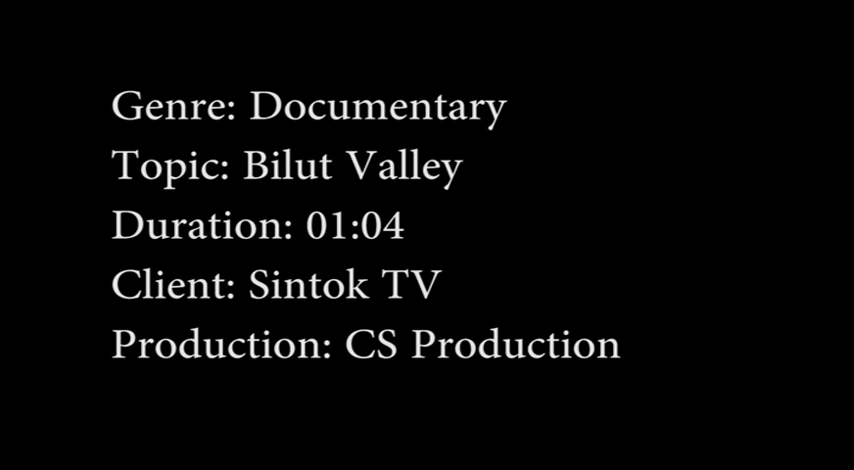 Genre: Documentary
Topic: Bilut Valley
Duration: 01:04
Client: Sintok TV
Production: CS Production